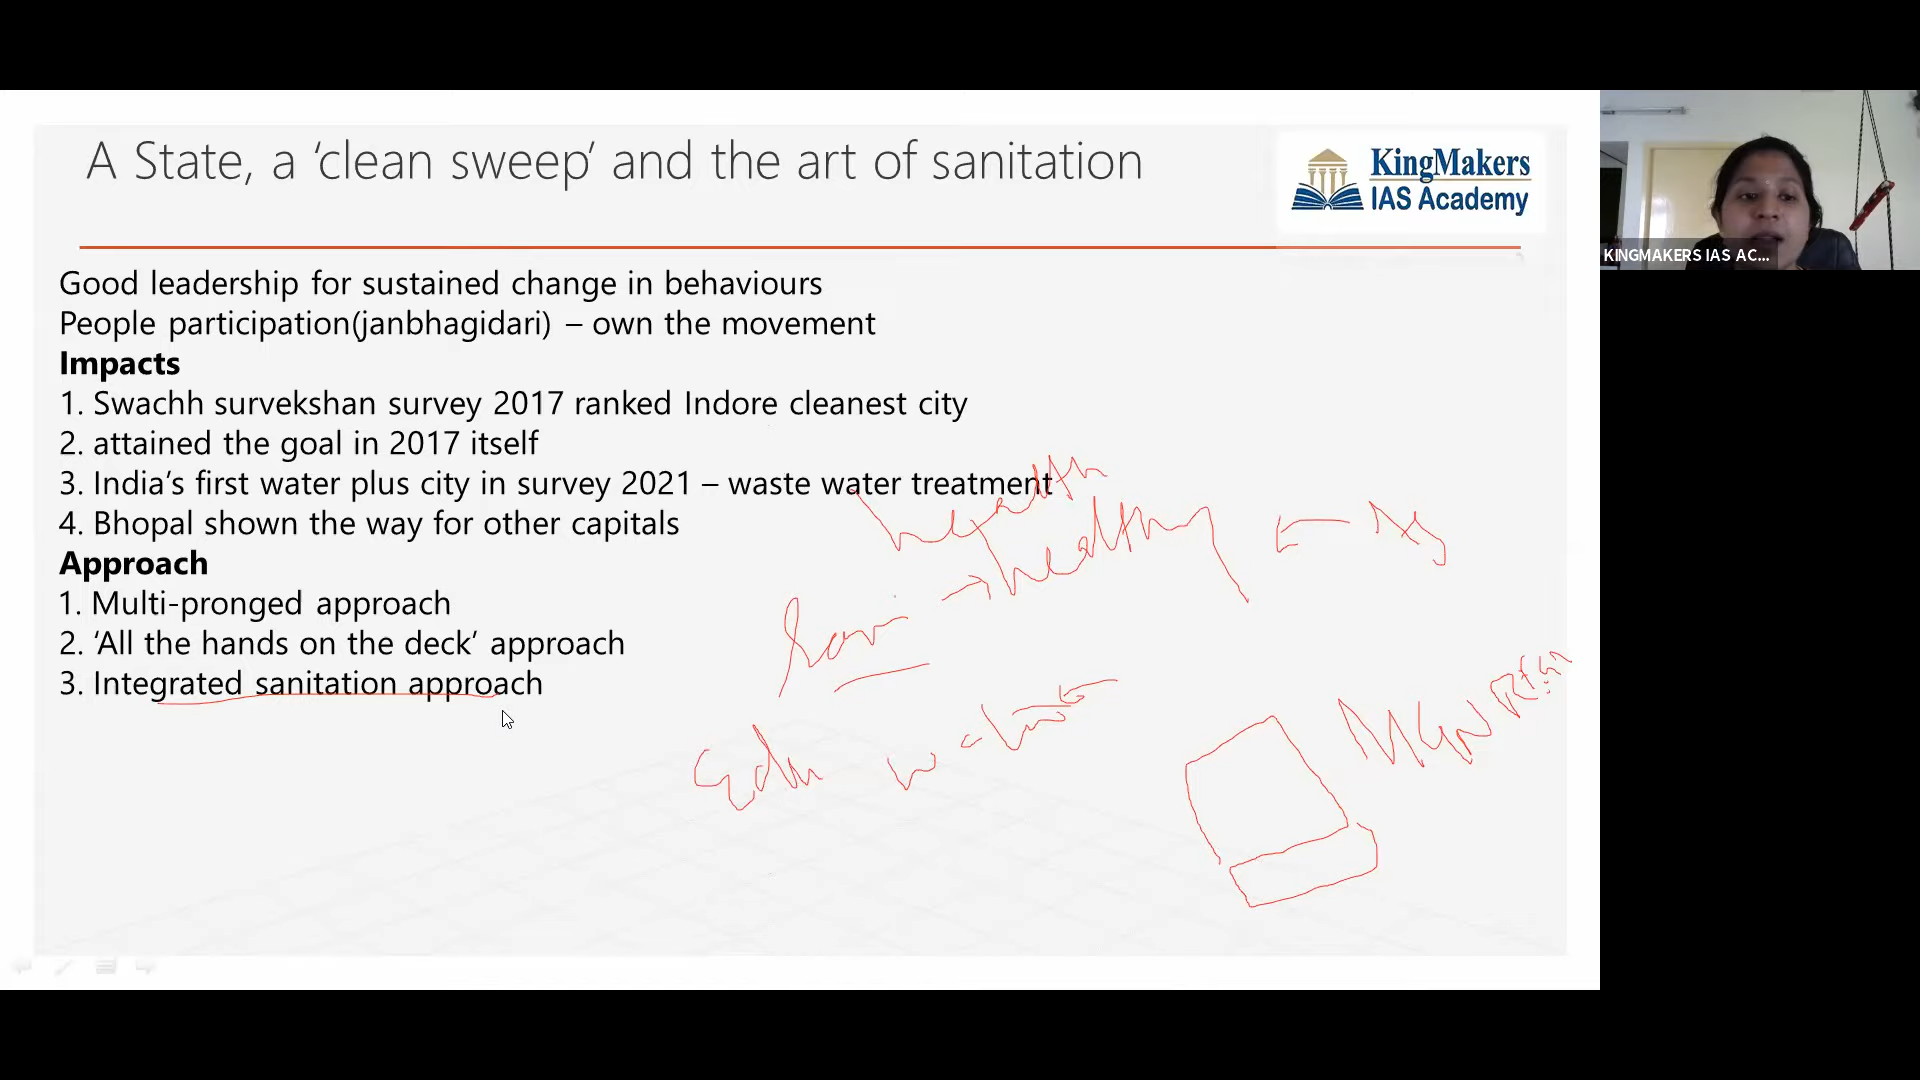 A State, a ‘clean sweep’ and the art of sanitation
KingMakers
IAS Academy
KINGMAKERS IAS AC...
Good leadership for sustained change in behaviours
People participation(janbhagidari) – own the movement
Impacts
1. Swachh survekshan survey 2017 ranked Indore cleanest city
2. attained the goal in 2017 itself
3. India’s first water plus city in survey 2021 – waste water treatment
4. Bhopal shown the way for other capitals
Approach
1. Multi-pronged approach
2. ‘All the hands on the deck’ approach
3. Integrated sanitation approach
health
healthy
Edu